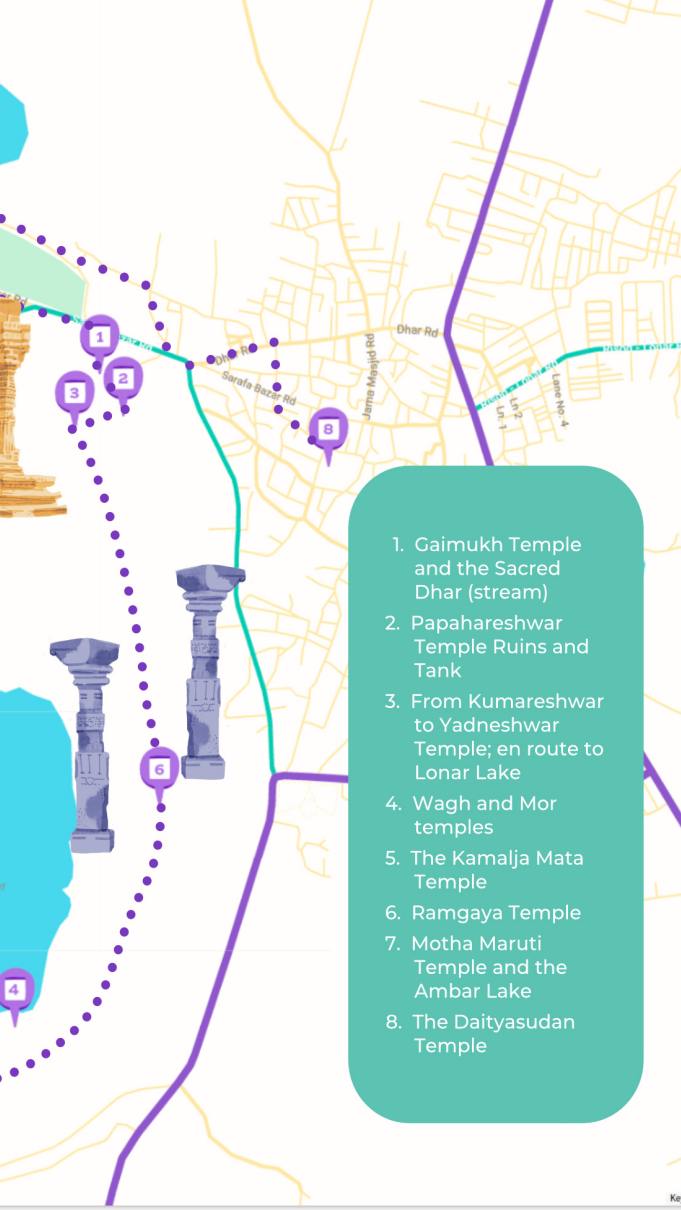 Dhar Rd
Jama Masjid Rd
Dhar Rd
Sarafa Bazar Rd
Rison - Lonar Rd
Ln 2
Ln. 1
Lane No. 4
1
2
3
8
6
4
1. Gaimukh Temple
and the Sacred
Dhar (stream)
2. Papahareshwar
Temple Ruins and
Tank
3. From Kumareshwar
to Yadneshwar
Temple; en route to
Lonar Lake
4. Wagh and Mor
temples
5. The Kamalja Mata
Temple
6. Ramgaya Temple
7. Motha Maruti
Temple and the
Ambar Lake
8. The Daityasudan
Temple